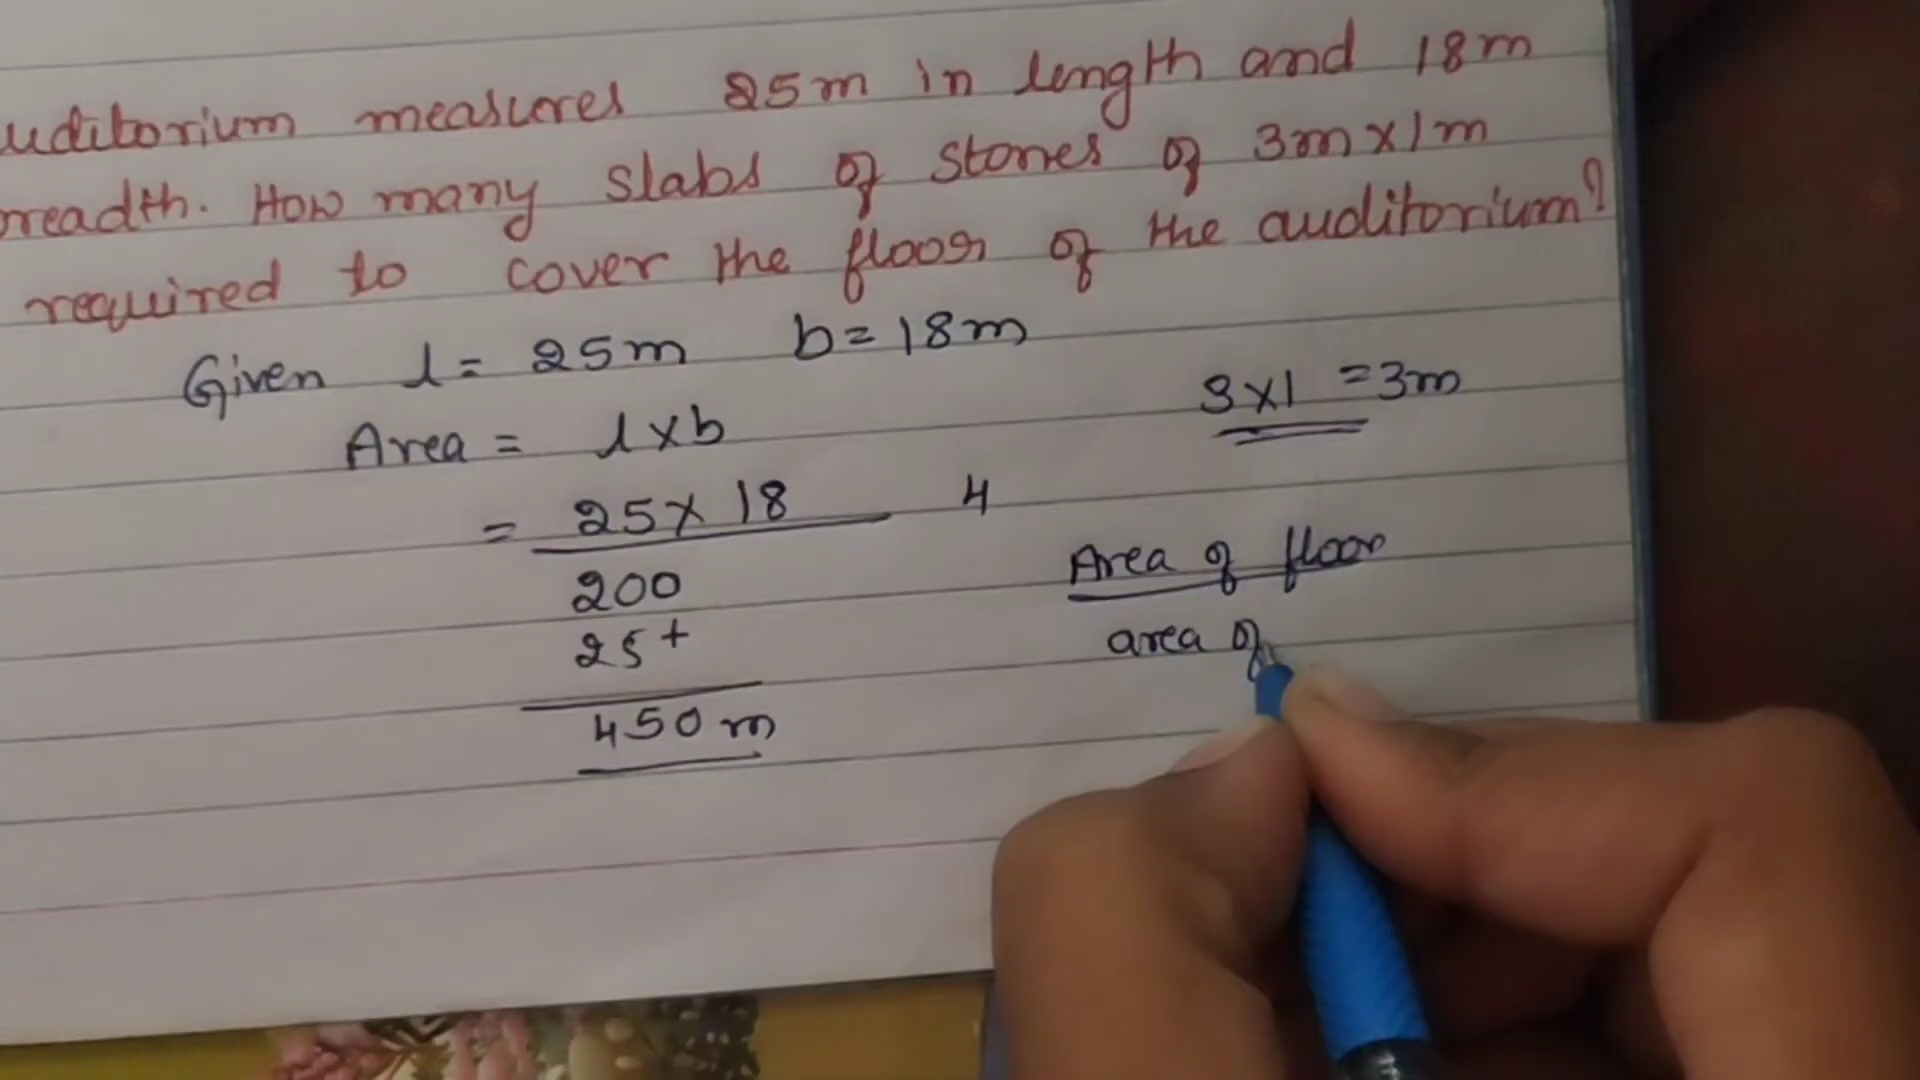 uditorium measures 25m in length and 18m
readth. How many slabs of stones of 3m x 1m
required to cover the floor of the auditorium?
Given l = 25m b = 18m
3 x 1 = 3m
Area = l x b
= 25 x 18
4
200
25 +
450 m
Area of floor
area of